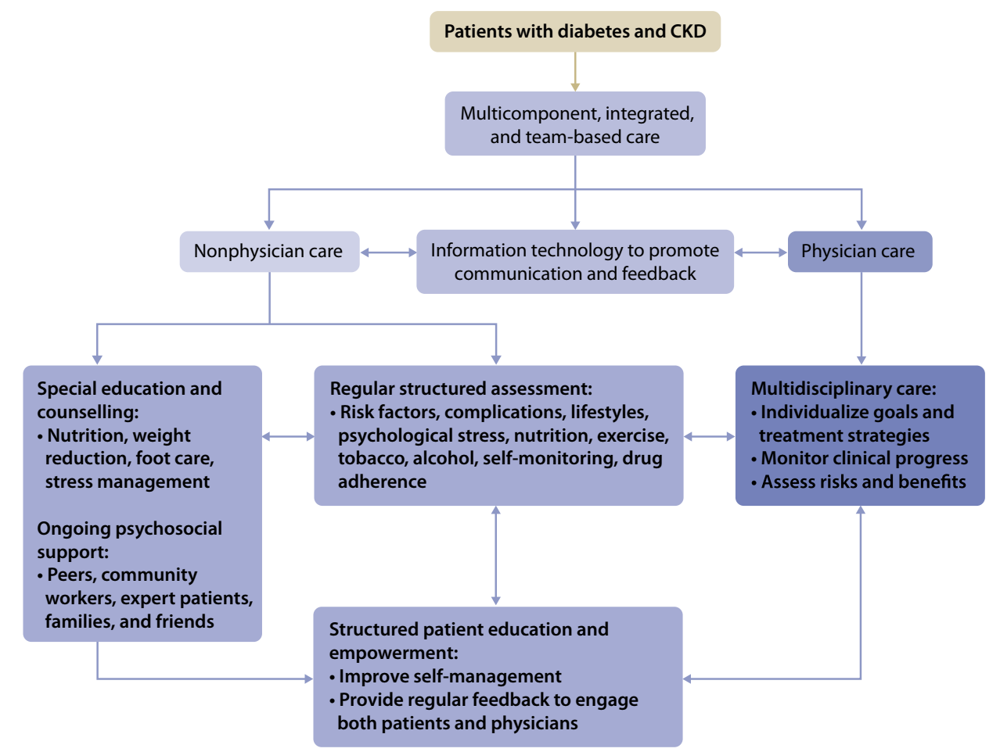 Patients with diabetes and CKD
Multicomponent, integrated,
and team-based care
Nonphysician care
Information technology to promote
communication and feedback
Physician care
Special education and
counselling:
• Nutrition, weight
reduction, foot care,
stress management
Ongoing psychosocial
support:
• Peers, community
workers, expert patients,
families, and friends
Regular structured assessment:
• Risk factors, complications, lifestyles,
psychological stress, nutrition, exercise,
tobacco, alcohol, self-monitoring, drug
adherence
Multidisciplinary care:
• Individualize goals and
treatment strategies
• Monitor clinical progress
• Assess risks and benefits
Structured patient education and
empowerment:
• Improve self-management
• Provide regular feedback to engage
both patients and physicians